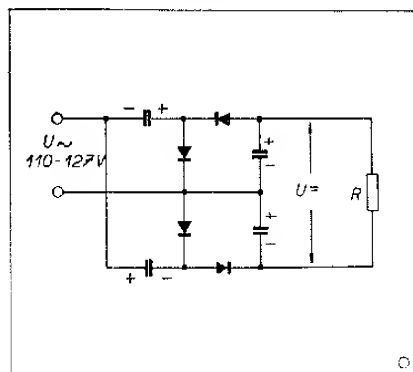 - +
U~
110-127V
+
-
U=
R
+
-
+ -